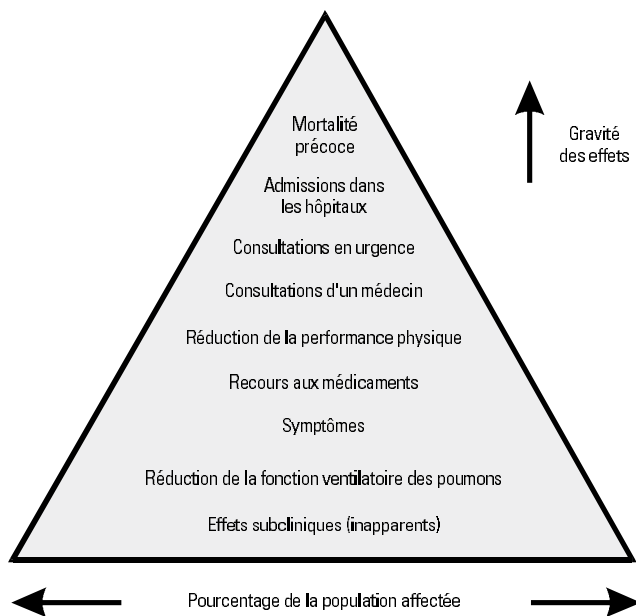 Mortalité
précoce
Admissions dans
les hôpitaux
Consultations en urgence
Consultations d'un médecin
Réduction de la performance physique
Recours aux médicaments
Symptômes
Réduction de la fonction ventilatoire des poumons
Effets subcliniques (inapparents)
Gravité
des effets
Pourcentage de la population affectée